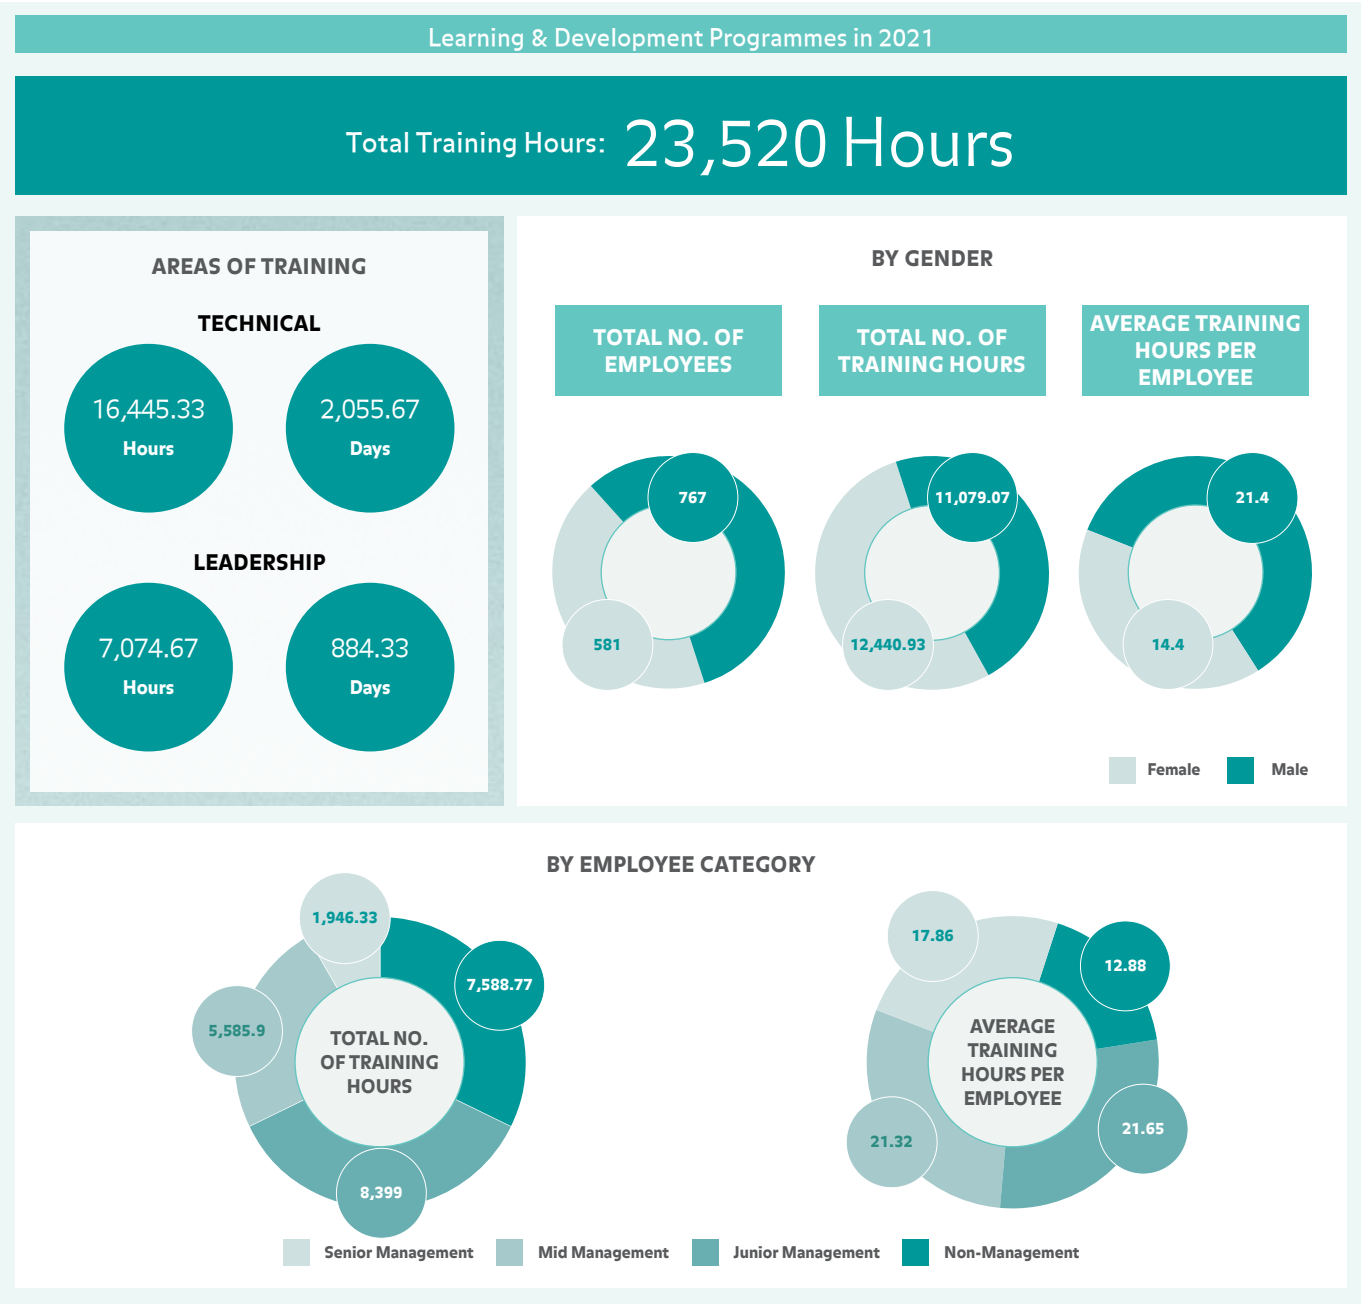 Learning & Development Programmes in 2021
Total Training Hours: 23,520 Hours
AREAS OF TRAINING
TECHNICAL
16,445.33
Hours
2,055.67
Days
LEADERSHIP
7,074.67
Hours
884.33
Days
BY GENDER
TOTAL NO. OF
EMPLOYEES
767
581
TOTAL NO. OF
TRAINING HOURS
11,079.07
12,440.93
AVERAGE TRAINING
HOURS PER
EMPLOYEE
21.4
14.4
Female
Male
BY EMPLOYEE CATEGORY
1,946.33
7,588.77
5,585.9
TOTAL NO.
OF TRAINING
HOURS
8,399
17.86
12.88
AVERAGE
TRAINING
HOURS PER
EMPLOYEE
21.32
21.65
Senior Management
Mid Management
Junior Management
Non-Management